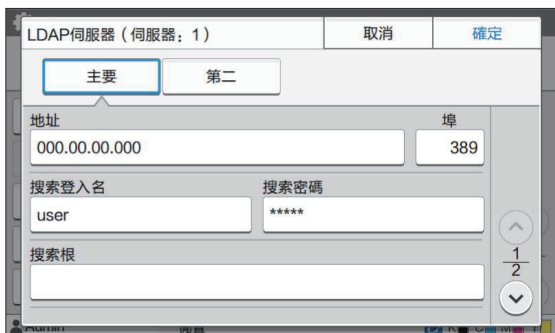 LDAP伺服器（伺服器：1）
取消
確定
主要
第二
地址
埠
000.00.00.000
389
搜索登入名
搜索密碼
user
*****
搜索根
1
2
Admin